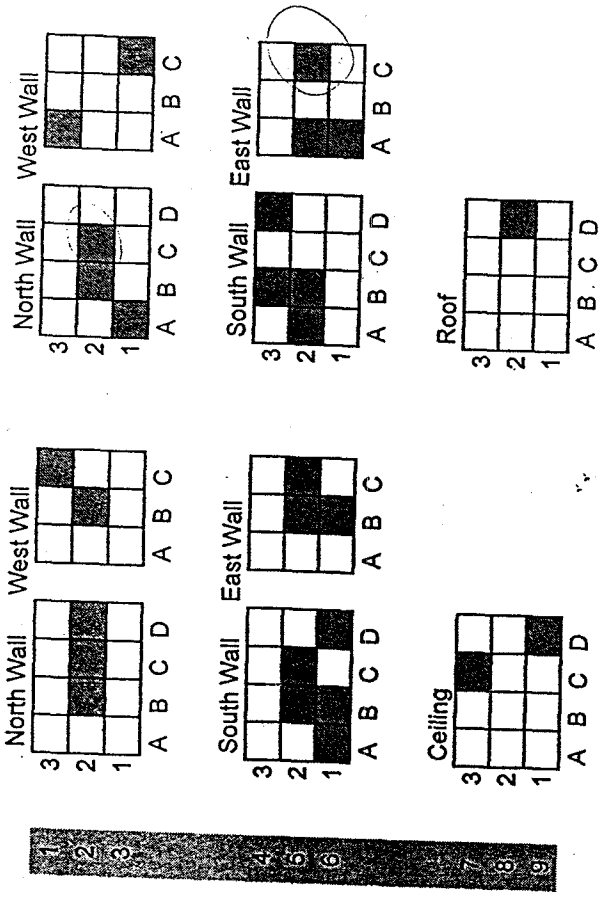 North Wall West Wall North Wall West Wall
1 3 3
2 2 2
3 1 1
A B C D A B C A B C D A B C
South Wall East Wall South Wall East Wall
4 3 3
5 2 2
6 1 1
A B C D A B C A B C D A B C
Ceiling Roof
7 3 3
8 2 2
9 1 1
A B C D A B C D